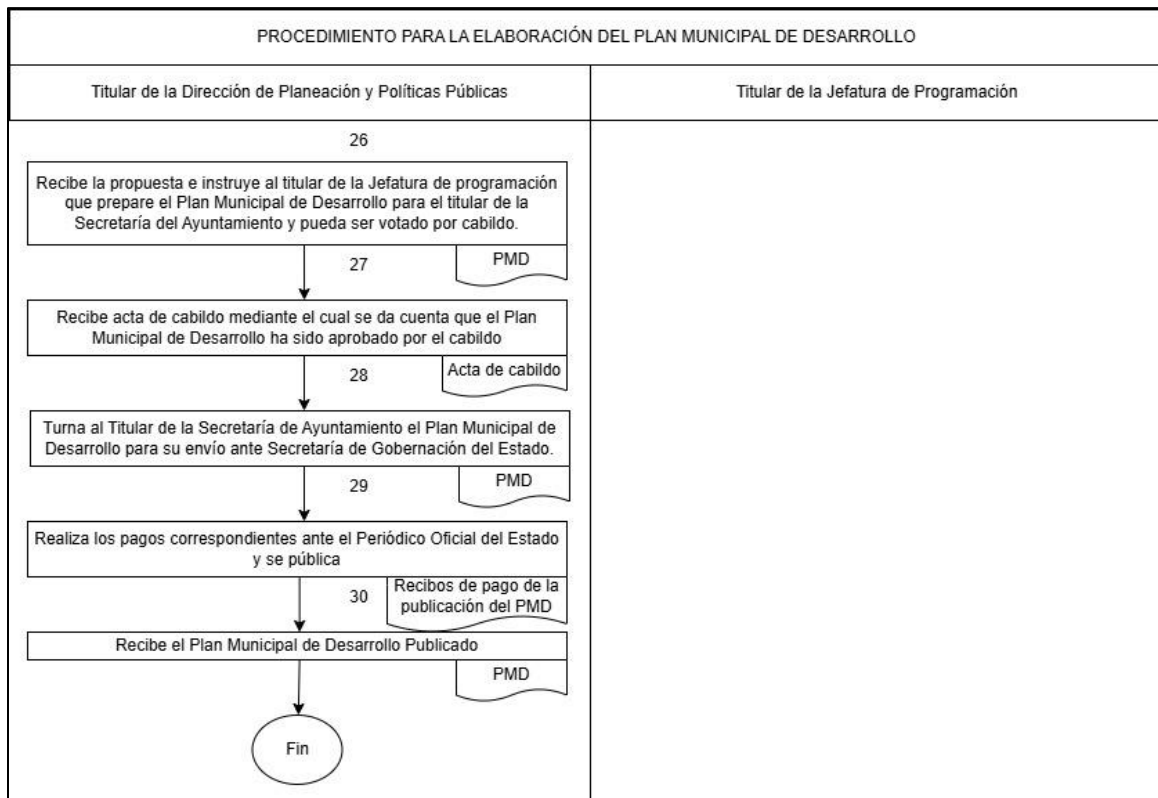 PROCEDIMIENTO PARA LA ELABORACIÓN DEL PLAN MUNICIPAL DE DESARROLLO
Titular de la Dirección de Planeación y Políticas Públicas
Titular de la Jefatura de Programación
26
Recibe la propuesta e instruye al titular de la Jefatura de programación
que prepare el Plan Municipal de Desarrollo para el titular de la
Secretaría del Ayuntamiento y pueda ser votado por cabildo.
PMD
27
Recibe acta de cabildo mediante el cual se da cuenta que el Plan
Municipal de Desarrollo ha sido aprobado por el cabildo
Acta de cabildo
28
Turna al Titular de la Secretaría de Ayuntamiento el Plan Municipal de
Desarrollo para su envío ante Secretaría de Gobernación del Estado.
PMD
29
Realiza los pagos correspondientes ante el Periódico Oficial del Estado
y se pública
Recibos de pago de la
publicación del PMD
30
Recibe el Plan Municipal de Desarrollo Publicado
PMD
Fin